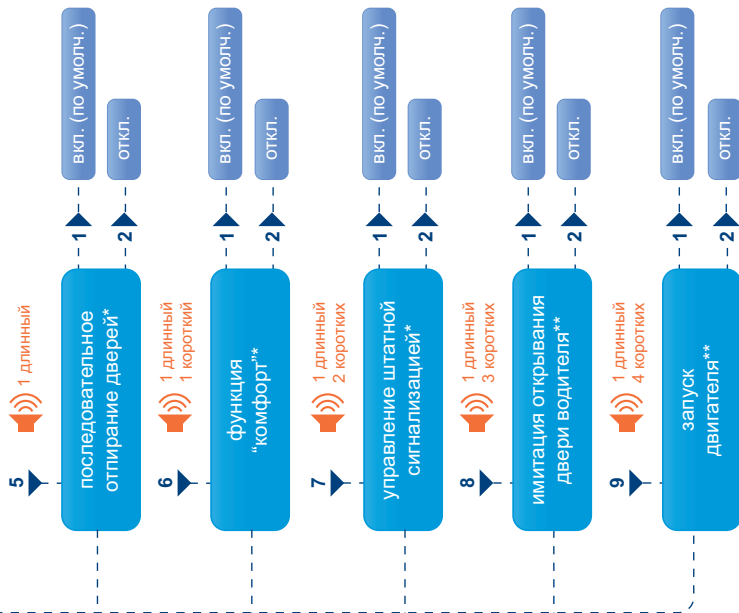 5
1 длинный
последовательное
отпирание дверей*
1
вкл. (по умолч.)
2
откл.
6
1 длинный
1 короткий
функция
“комфорт”*
1
вкл. (по умолч.)
2
откл.
7
1 длинный
2 коротких
управление штатной
сигнализацией*
1
вкл. (по умолч.)
2
откл.
8
1 длинный
3 коротких
имитация открывания
двери водителя**
1
вкл. (по умолч.)
2
откл.
9
1 длинный
4 коротких
запуск
двигателя**
1
вкл. (по умолч.)
2
откл.